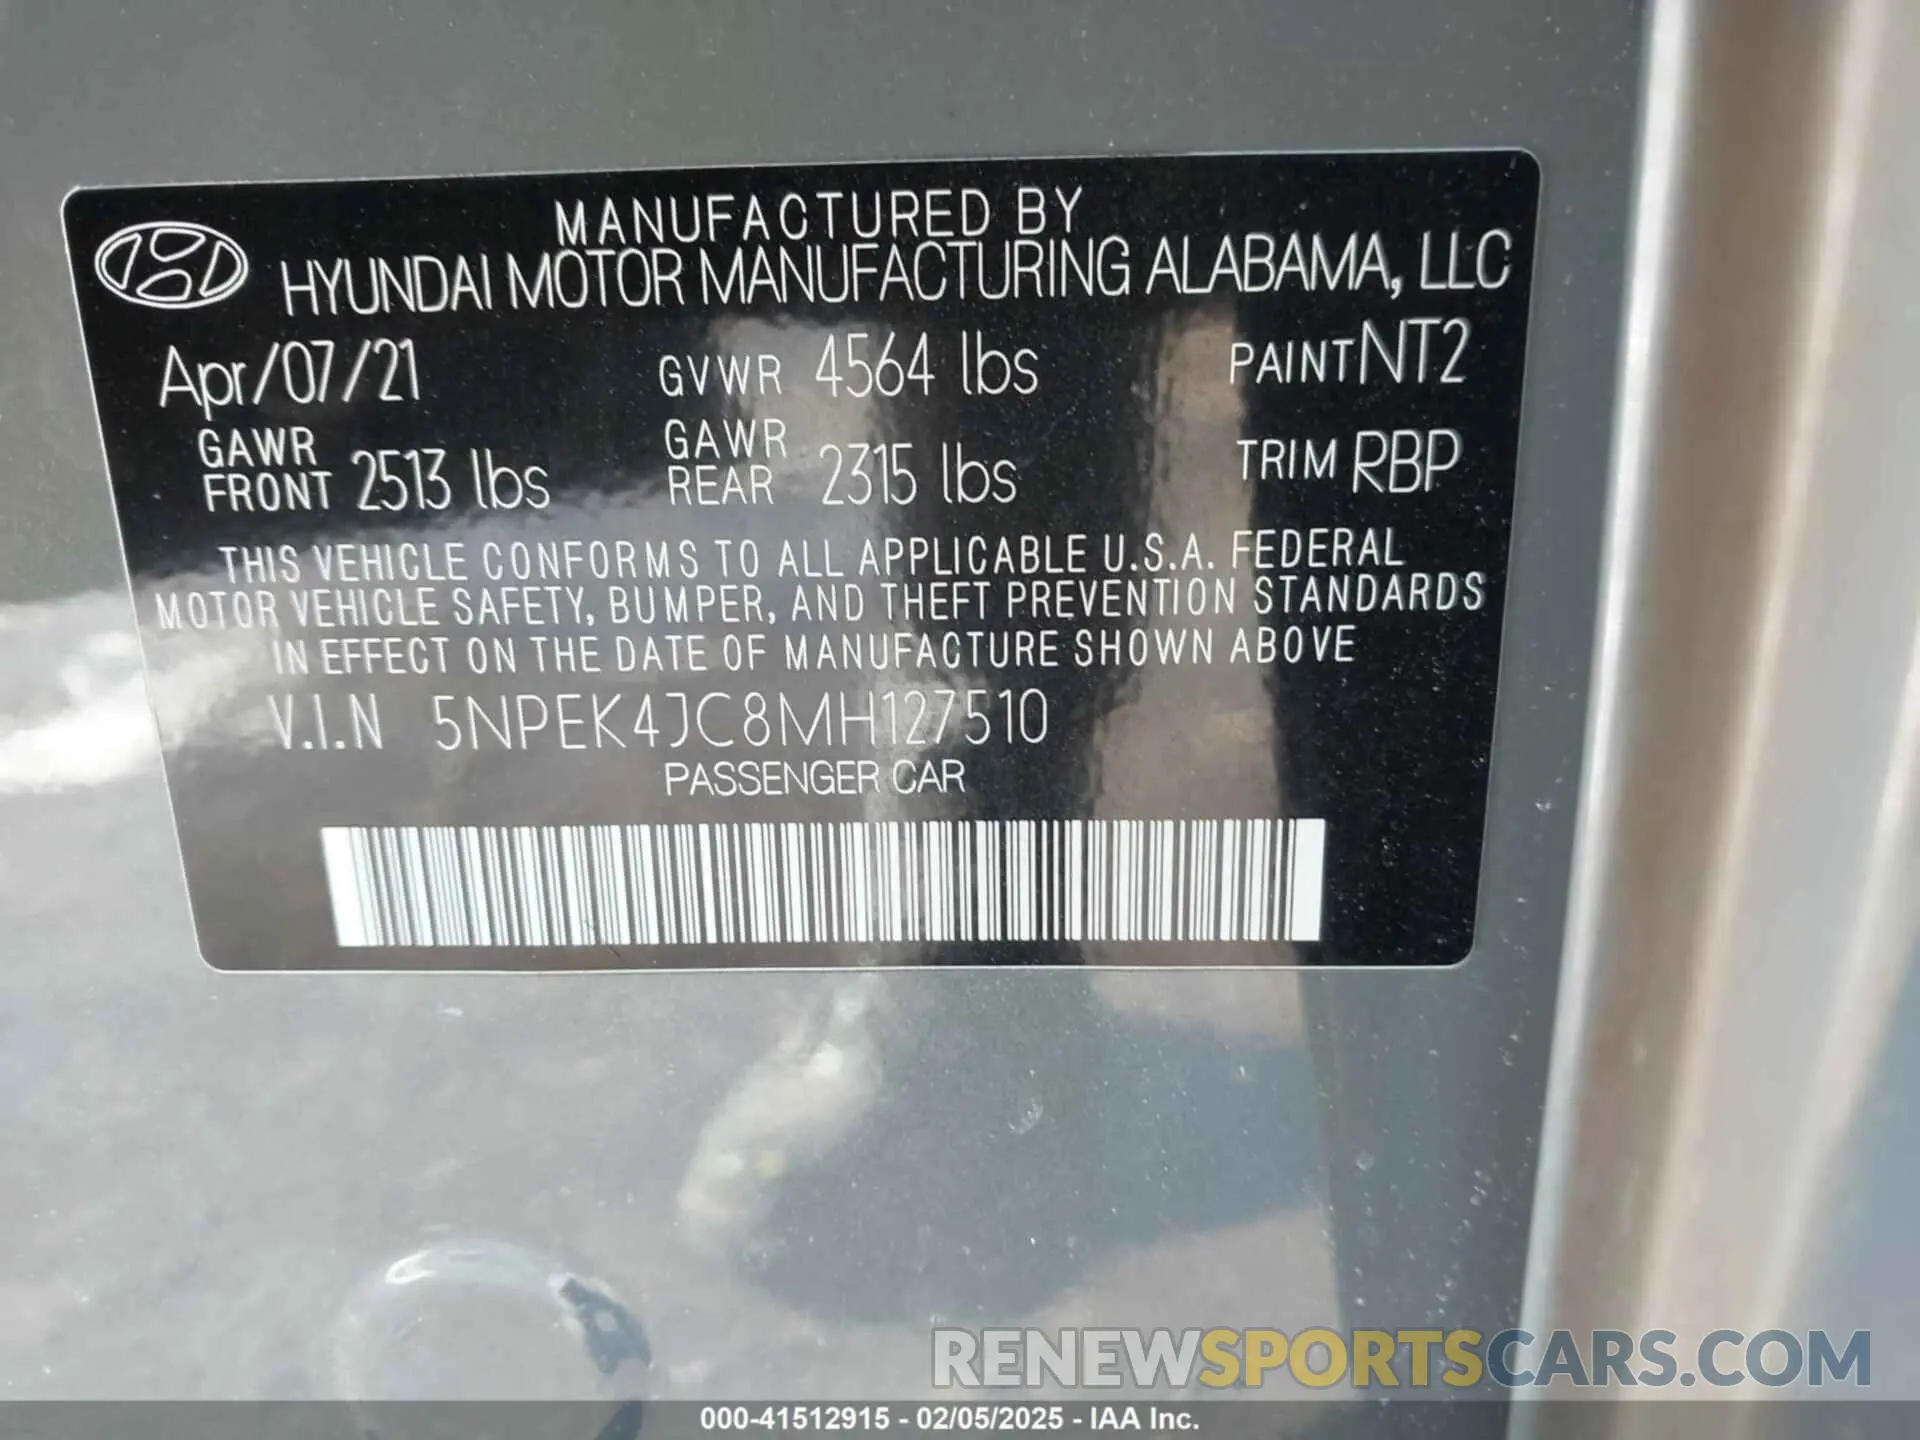 MANUFACTURED BY
HYUNDAI MOTOR MANUFACTURING ALABAMA, LLC
Apr/07/21 GVWR 4564 lbs PAINT NT2
GAWR FRONT 2513 lbs GAWR REAR 2315 lbs TRIM RBP
THIS VEHICLE CONFORMS TO ALL APPLICABLE U.S.A. FEDERAL
MOTOR VEHICLE SAFETY, BUMPER, AND THEFT PREVENTION STANDARDS
IN EFFECT ON THE DATE OF MANUFACTURE SHOWN ABOVE
V.I.N 5NPEK4JC8MH127510
PASSENGER CAR
RENEWSPORTSCARS.COM
000-41512915 - 02/05/2025 - IAA Inc.